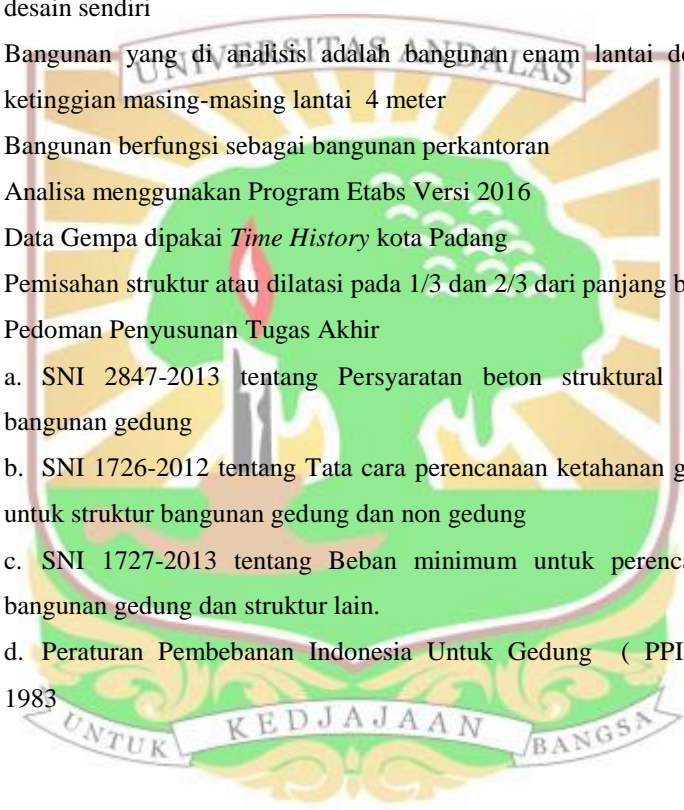 desain sendiri
UNIVERSITAS ANDALAS
Bangunan yang di analisis adalah bangunan enam lantai
ketinggian masing-masing lantai 4 meter
Bangunan berfungsi sebagai bangunan perkantoran
Analisa menggunakan Program Etabs Versi 2016
Data Gempa dipakai Time History kota Padang
Pemisahan struktur atau dilatasi pada 1/3 dan 2/3 dari panjang
Pedoman Penyusunan Tugas Akhir
a. SNI 2847-2013 tentang Persyaratan beton struktural
bangunan gedung
b. SNI 1726-2012 tentang Tata cara perencanaan ketahanan
untuk struktur bangunan gedung dan non gedung
c. SNI 1727-2013 tentang Beban minimum untuk
bangunan gedung dan struktur lain.
d. Peraturan Pembebanan Indonesia Untuk Gedung (
1983
UNTUK KEDJAJAAN BANGSA